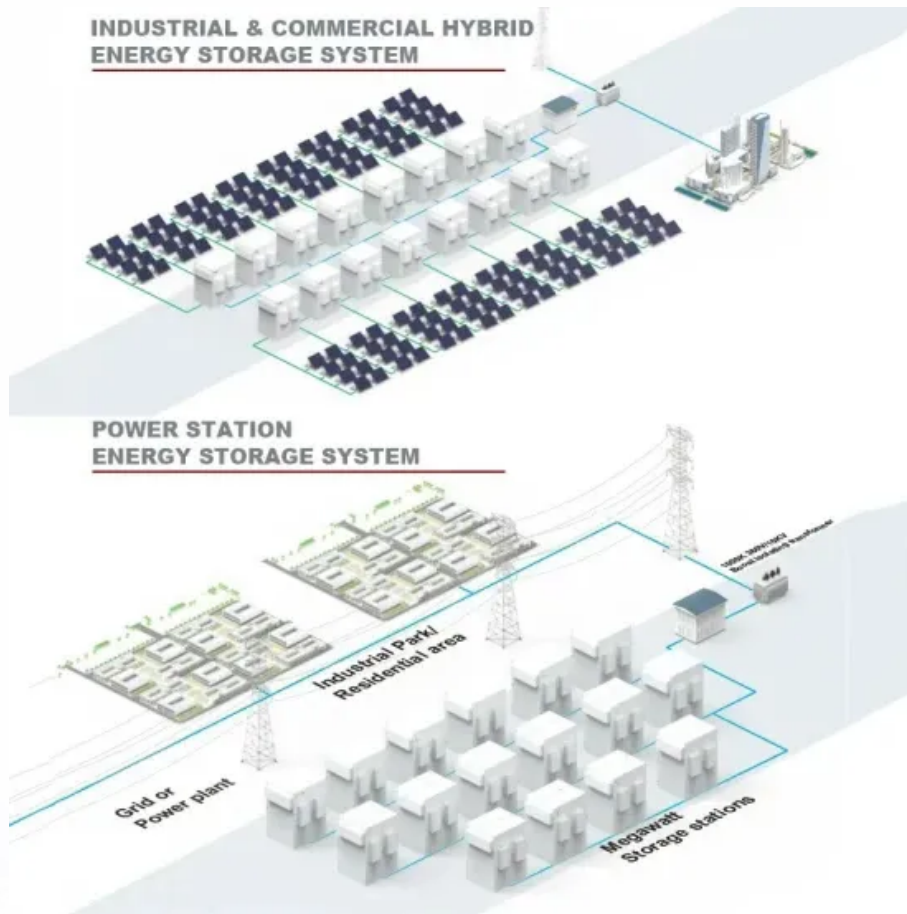 INDUSTRIAL & COMMERCIAL HYBRID
ENERGY STORAGE SYSTEM
POWER STATION
ENERGY STORAGE SYSTEM
Industrial Park/
Residential area
Grid or
Power plant
Megawatt
Storage stations